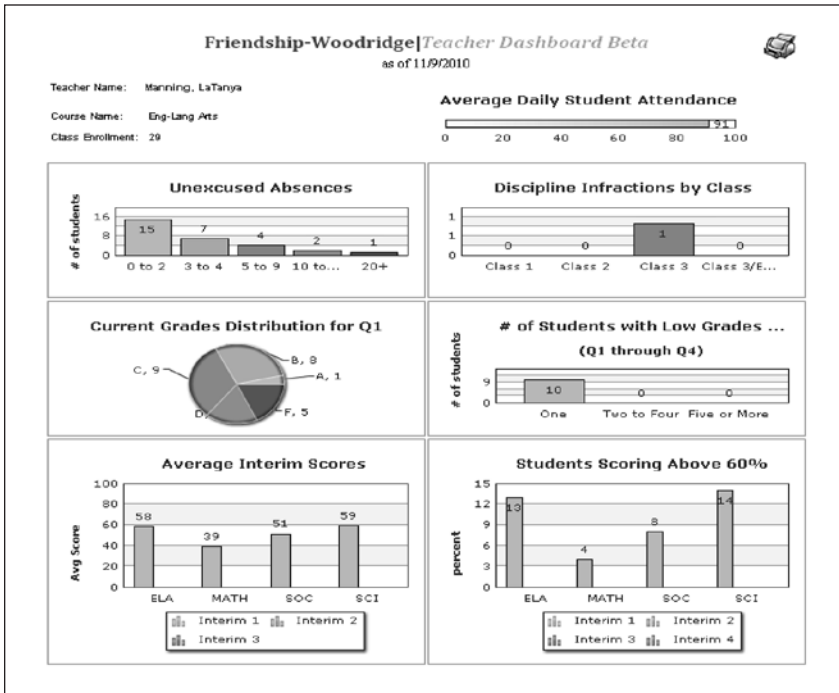 Friendship-Woodridge|Teacher Dashboard Beta
as of 11/9/2010
Teacher Name: Manning, LaTanya
Course Name: Eng-Lang Arts
Class Enrollment: 29
Average Daily Student Attendance
91
0 20 40 60 80 100
Unexcused Absences
# of students
16
8
0
15 7 4 2 1
0 to 2 3 to 4 5 to 9 10 to... 20+
Discipline Infractions by Class
1
1
0
0 0 1 0
Class 1 Class 2 Class 3 Class 3/E...
Current Grades Distribution for Q1
B, 8
A, 1
C, 9
D,
F, 5
# of Students with Low Grades ...
(Q1 through Q4)
# of students
9
0
10 0 0
One Two to Four Five or More
Average Interim Scores
Avg Score
100
80
60
40
20
0
58 39 51 59
ELA MATH SOC SCI
Interim 1 Interim 2
Interim 3
Students Scoring Above 60%
percent
15
12
9
6
3
0
13 4 8 14
ELA MATH SOC SCI
Interim 1 Interim 2
Interim 3 Interim 4